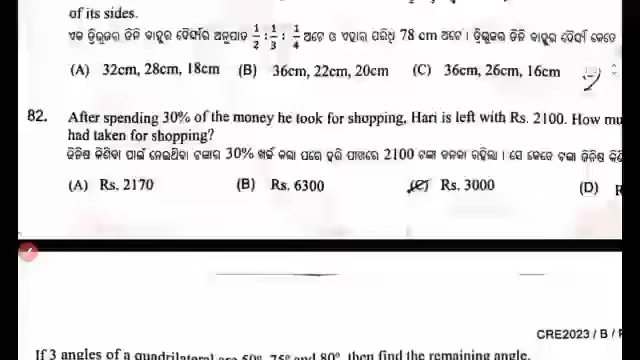 of its sides.
ଏକ ତ୍ରିଭୁଜର ତିନି ବାହୁର ଦୈର୍ଘ୍ୟର ଅନୁପାତ 1/2 : 1/3 : 1/4 ଅଟେ ଓ ଏହାର ପରିଧି 78 cm ଅଟେ । ତ୍ରିଭୁଜର ତିନି ବାହୁର ଦୈର୍ଘ୍ୟ କେତେ
(A) 32cm, 28cm, 18cm (B) 36cm, 22cm, 20cm (C) 36cm, 26cm, 16cm
82. After spending 30% of the money he took for shopping, Hari is left with Rs. 2100. How mu
had taken for shopping?
ଜିନିଷ କିଣିବା ପାଇଁ ନେଇଥିବା ଟଙ୍କାର 30% ଖର୍ଚ୍ଚ କଲା ପରେ ହରି ପାଖରେ 2100 ଟଙ୍କା ବଳକା ରହିଲା । ସେ କେତେ ଟଙ୍କା ଜିନିଷ କି
(A) Rs. 2170 (B) Rs. 6300 (C) Rs. 3000 (D) R
CRE2023 / B /
If 3 angles of a quadrilateral are 50°, 75° and 80°, then find the remaining angle.